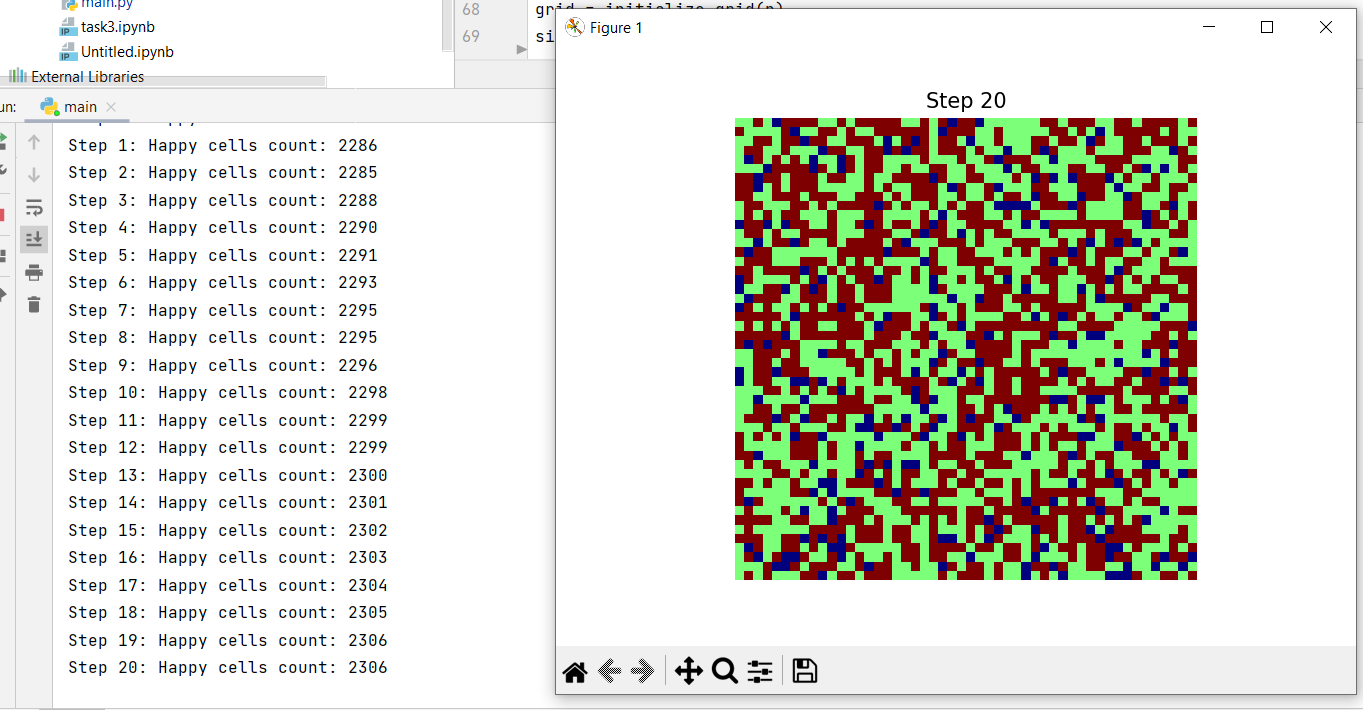 main.py
68
grid = initialize_grid(n)
task3.ipynb
69
si
Untitled.ipynb
External Libraries
un:
main
Step 1: Happy cells count: 2286
Step 2: Happy cells count: 2285
Step 3: Happy cells count: 2288
Step 4: Happy cells count: 2290
Step 5: Happy cells count: 2291
Step 6: Happy cells count: 2293
Step 7: Happy cells count: 2295
Step 8: Happy cells count: 2295
Step 9: Happy cells count: 2296
Step 10: Happy cells count: 2298
Step 11: Happy cells count: 2299
Step 12: Happy cells count: 2299
Step 13: Happy cells count: 2300
Step 14: Happy cells count: 2301
Step 15: Happy cells count: 2302
Step 16: Happy cells count: 2303
Step 17: Happy cells count: 2304
Step 18: Happy cells count: 2305
Step 19: Happy cells count: 2306
Step 20: Happy cells count: 2306
Figure 1
Step 20